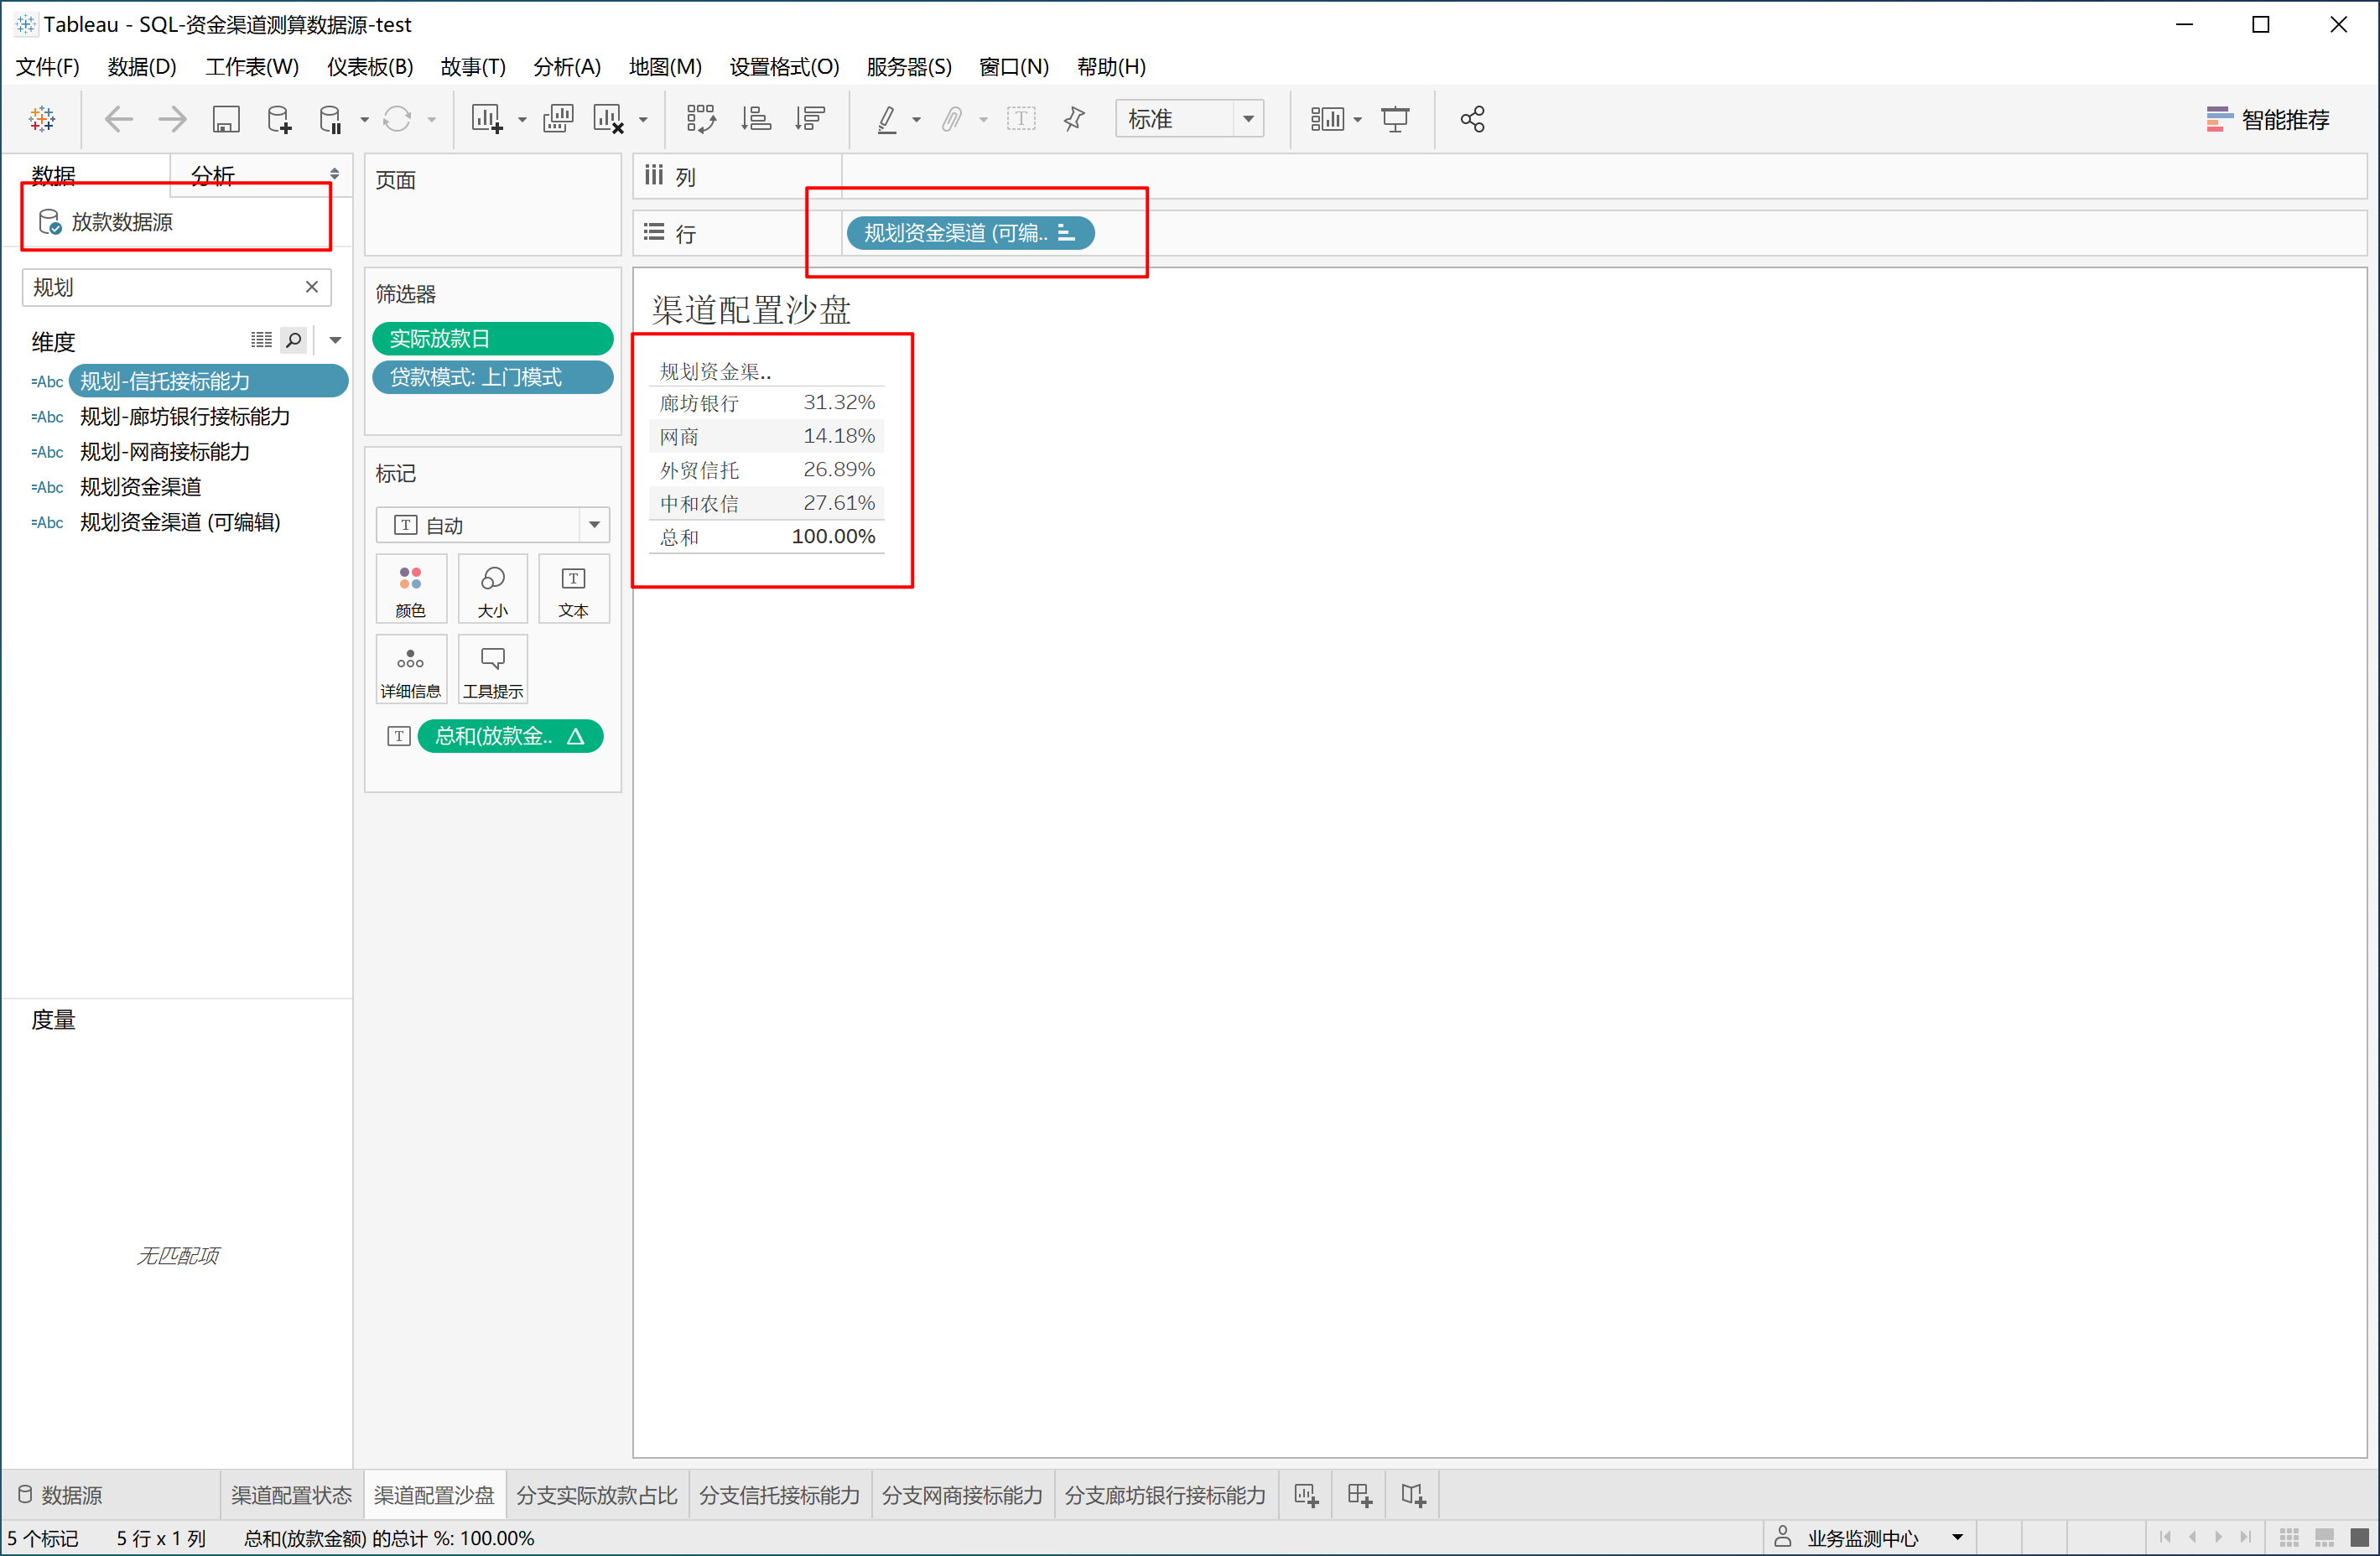 Tableau - SQL-资金渠道测算数据源-test
文件(F) 数据(D) 工作表(W) 仪表板(B) 故事(T) 分析(A) 地图(M) 设置格式(O) 服务器(S) 窗口(N) 帮助(H)
标准
智能推荐
数据 分析
放款数据源
规划
维度
=Abc 规划-信托接标能力
=Abc 规划-廊坊银行接标能力
=Abc 规划-网商接标能力
=Abc 规划资金渠道
=Abc 规划资金渠道 (可编辑)
度量
无匹配项
页面
筛选器
实际放款日
贷款模式: 上门模式
标记
T 自动
颜色 大小 T 文本
详细信息 工具提示
T 总和(放款金.. Δ
列
行 规划资金渠道 (可编..
渠道配置沙盘
规划资金渠..
廊坊银行 31.32%
网商 14.18%
外贸信托 26.89%
中和农信 27.61%
总和 100.00%
数据源 渠道配置状态 渠道配置沙盘 分支实际放款占比 分支信托接标能力 分支网商接标能力 分支廊坊银行接标能力
5 个标记 5 行 x 1 列 总和(放款金额) 的总计 %: 100.00% 业务监测中心